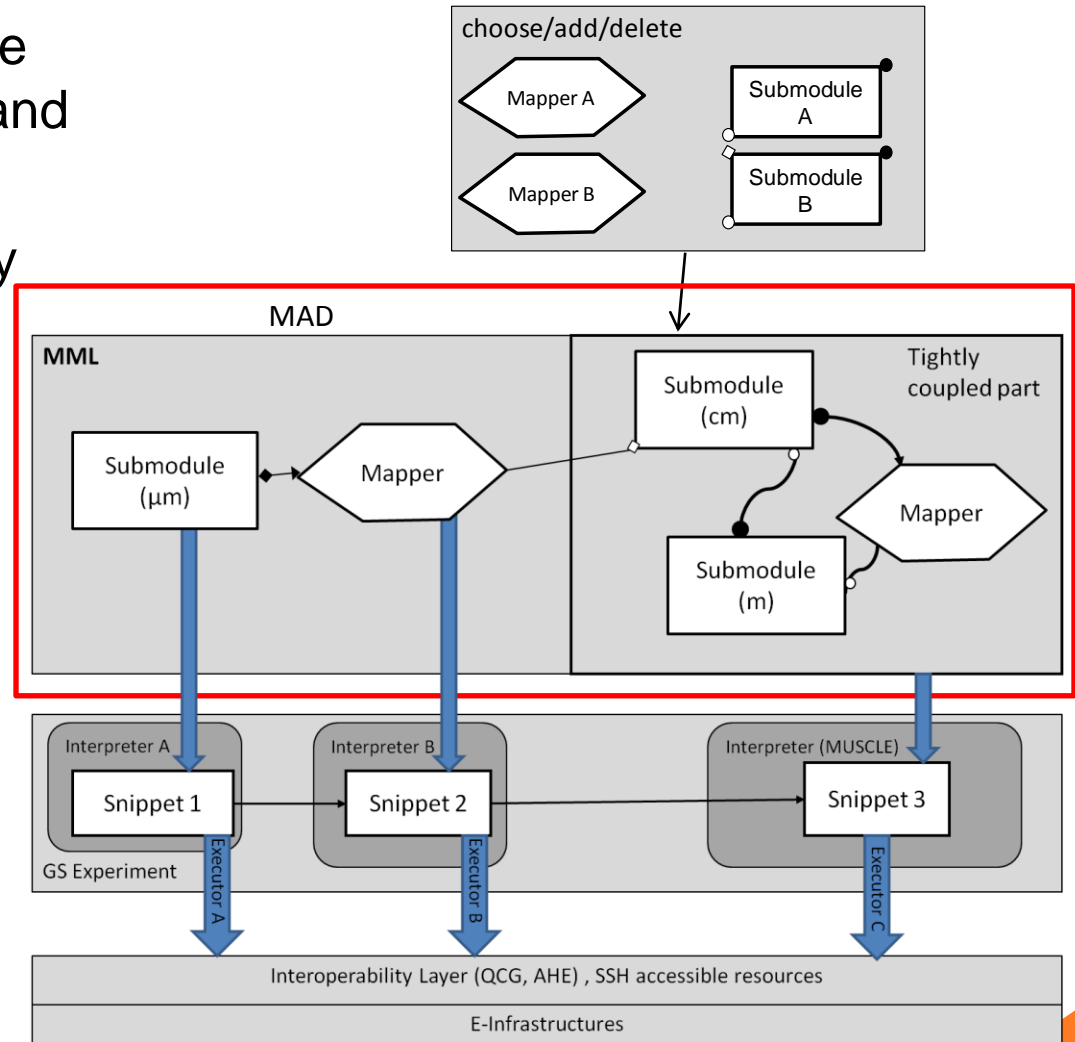 e
and
y
choose/add/delete
Mapper A
Submodule
A
Mapper B
Submodule
B
MAD
MML
Tightly
coupled part
Submodule
(cm)
Submodule
(µm)
Mapper
Mapper
Submodule
(m)
Interpreter A
Interpreter B
Interpreter (MUSCLE)
Snippet 1
Snippet 2
Snippet 3
GS Experiment
Executor A
Executor B
Executor C
Interoperability Layer (QCG, AHE) , SSH accessible resources
E-Infrastructures